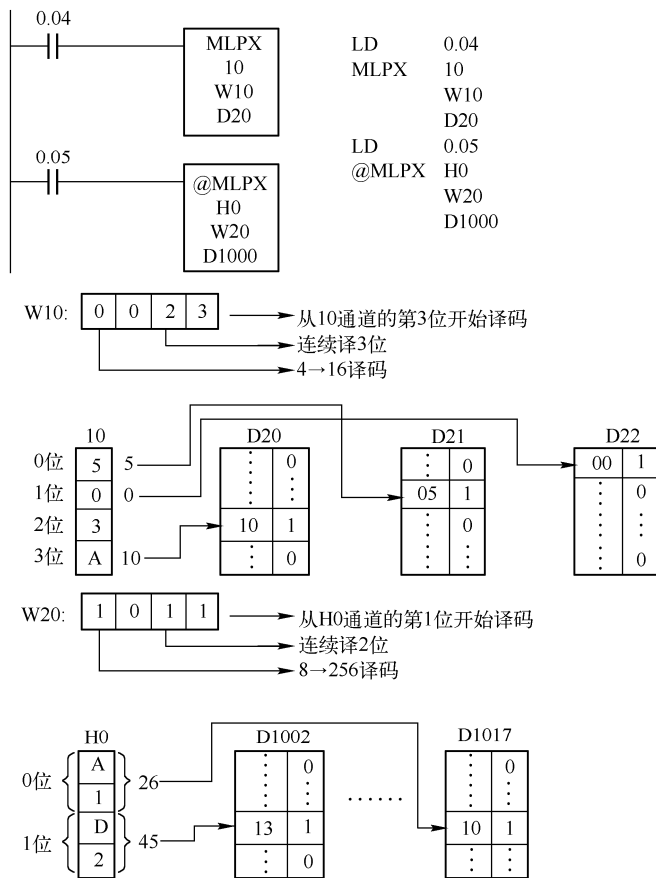 0.04
MLPX
10
W10
D20
0.05
@MLPX
H0
W20
D1000
LD 0.04
MLPX 10
W10
D20
LD 0.05
@MLPX H0
W20
D1000
W10: 0 0 2 3 从10通道的第3位开始译码
连续译3位
4→16译码
10 D20 D21 D22
0位 5 5 ⋮ 0 ⋮ 0 00 1
1位 0 0 ⋮ ⋮ 05 1 ⋮ 0
2位 3 10 1 ⋮ 0 ⋮ ⋮
3位 A 10 ⋮ 0 ⋮ ⋮ ⋮ 0
W20: 1 0 1 1 从H0通道的第1位开始译码
连续译2位
8→256译码
H0 D1002 D1017
0位 A 1 26 ⋮ 0 ⋮ ⋮ …… ⋮ 0 ⋮ ⋮
1位 D 2 45 13 1 ⋮ 0 10 1 ⋮ ⋮